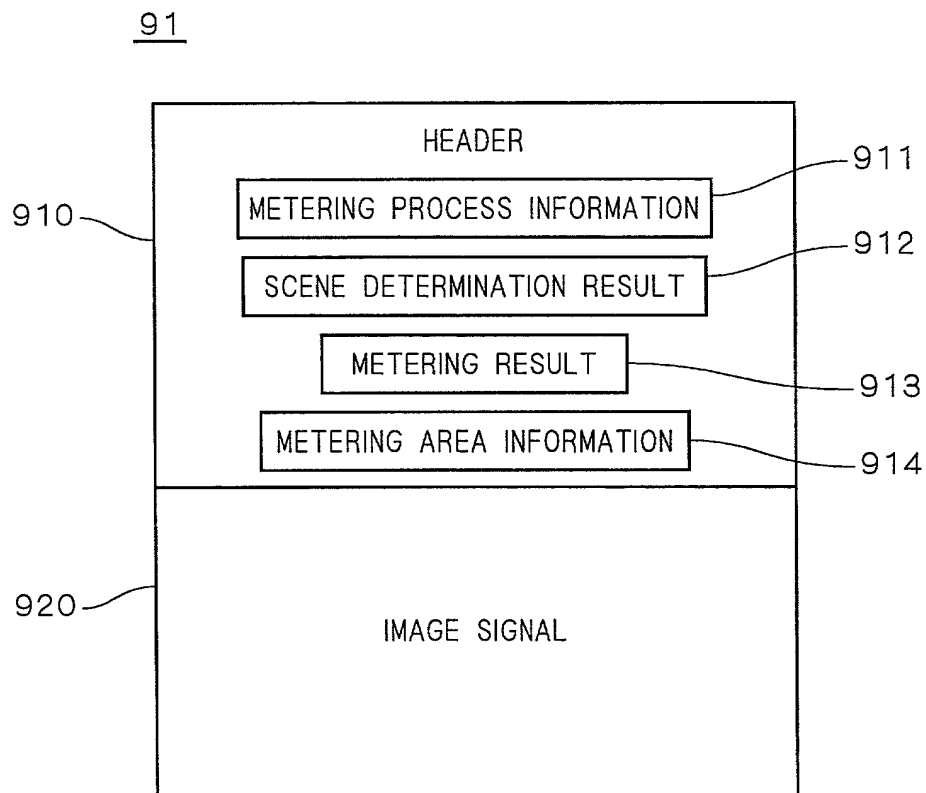 91
HEADER
911
METERING PROCESS INFORMATION
910
912
SCENE DETERMINATION RESULT
METERING RESULT
913
METERING AREA INFORMATION
914
920
IMAGE SIGNAL